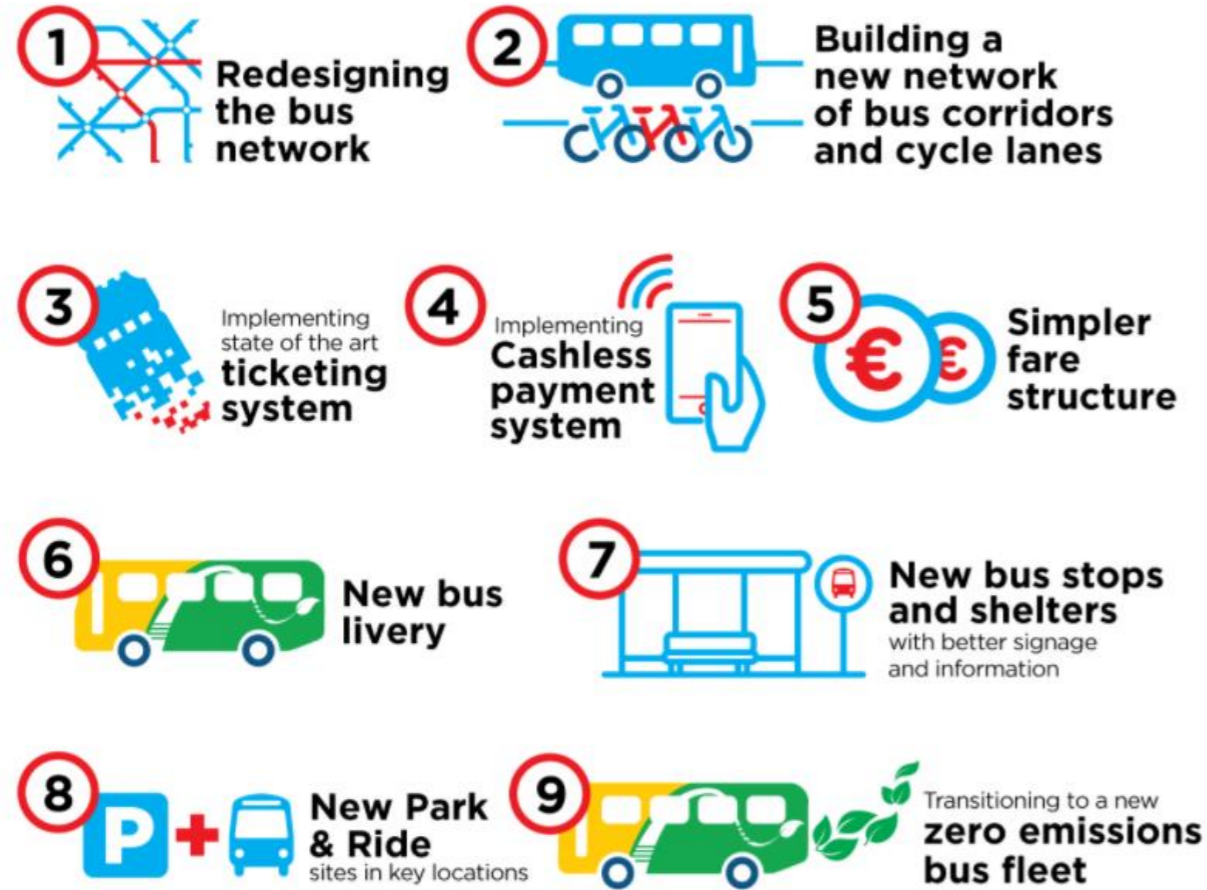 1
Redesigning
the bus
network
2
Building a
new network
of bus corridors
and cycle lanes
3
Implementing
state of the art
ticketing
system
4
Implementing
Cashless
payment
system
5
€ €
Simpler
fare
structure
6
New bus
livery
7
New bus stops
and shelters
with better signage
and information
8
P +
New Park
& Ride
sites in key locations
9
Transitioning to a new
zero emissions
bus fleet